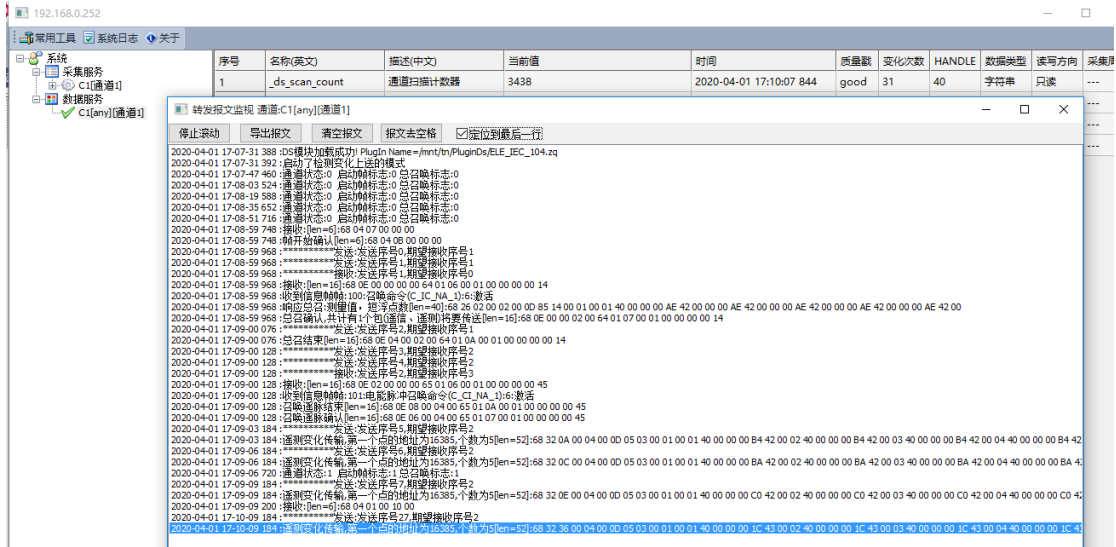 192.168.0.252
常用工具 系统日志 关于
系统
采集服务
C1[通道1]
数据服务
C1[any][通道1]
序号 名称(英文) 描述(中文) 当前值 时间 质量戳 变化次数 HANDLE 数据类型 读写方向 采集周
1 _ds_scan_count 通道扫描计数器 3438 2020-04-01 17:10:07 844 good 31 40 字符串 只读 ---
---
---
---
转发报文监视 通道:C1[any][通道1]
停止滚动 导出报文 清空报文 报文去空格 定位到最后一行
2020-04-01 17-07-31 388 :DS模块加载成功! PlugIn Name=/mnt/tn/PluginDs/ELE_IEC_104.zq
2020-04-01 17-07-31 392 :启动了检测变化上送的模式
2020-04-01 17-07-47 460 :通道状态:0 启动帧标志:0 总召唤标志:0
2020-04-01 17-08-03 524 :通道状态:0 启动帧标志:0 总召唤标志:0
2020-04-01 17-08-19 588 :通道状态:0 启动帧标志:0 总召唤标志:0
2020-04-01 17-08-35 652 :通道状态:0 启动帧标志:0 总召唤标志:0
2020-04-01 17-08-51 716 :通道状态:0 启动帧标志:0 总召唤标志:0
2020-04-01 17-08-59 748 :接收:[len=6]:68 04 07 00 00 00
2020-04-01 17-08-59 748 :帧开始确认[len=6]:68 04 0B 00 00 00
2020-04-01 17-08-59 968 :**********发送:发送序号0,期望接收序号1
2020-04-01 17-08-59 968 :**********发送:发送序号1,期望接收序号1
2020-04-01 17-08-59 968 :**********接收:发送序号1,期望接收序号0
2020-04-01 17-08-59 968 :接收:[len=16]:68 0E 00 00 00 00 64 01 06 00 01 00 00 00 00 14
2020-04-01 17-08-59 968 :收到信息帧帧:100:召唤命令(C_IC_NA_1):6:激活
2020-04-01 17-08-59 968 :响应总召:测量值，短浮点数[len=40]:68 26 02 00 02 00 0D 85 14 00 01 00 01 40 00 00 00 AE 42 00 00 00 AE 42 00 00 00 AE 42 00 00 00 AE 42 00 00 00 AE 42 00
2020-04-01 17-08-59 968 :总召确认,共计有1个包(遥信、遥测)将要传送[len=16]:68 0E 00 00 02 00 64 01 07 00 01 00 00 00 00 14
2020-04-01 17-09-00 076 :**********发送:发送序号2,期望接收序号1
2020-04-01 17-09-00 076 :总召结束[len=16]:68 0E 04 00 02 00 64 01 0A 00 01 00 00 00 00 14
2020-04-01 17-09-00 128 :**********发送:发送序号3,期望接收序号2
2020-04-01 17-09-00 128 :**********发送:发送序号4,期望接收序号2
2020-04-01 17-09-00 128 :**********接收:发送序号2,期望接收序号3
2020-04-01 17-09-00 128 :接收:[len=16]:68 0E 02 00 00 00 65 01 06 00 01 00 00 00 00 45
2020-04-01 17-09-00 128 :收到信息帧帧:101:电能脉冲召唤命令(C_CI_NA_1):6:激活
2020-04-01 17-09-00 128 :召唤遥脉结束[len=16]:68 0E 08 00 04 00 65 01 0A 00 01 00 00 00 00 45
2020-04-01 17-09-00 128 :召唤遥脉确认[len=16]:68 0E 06 00 04 00 65 01 07 00 01 00 00 00 00 45
2020-04-01 17-09-03 184 :**********发送:发送序号5,期望接收序号2
2020-04-01 17-09-03 184 :遥测变化传输,第一个点的地址为16385,个数为5[len=52]:68 32 0A 00 04 00 0D 05 03 00 01 00 01 40 00 00 00 B4 42 00 02 40 00 00 00 B4 42 00 03 40 00 00 00 B4 42 00 04 40 00 00 00 B4 42
2020-04-01 17-09-06 184 :**********发送:发送序号6,期望接收序号2
2020-04-01 17-09-06 184 :遥测变化传输,第一个点的地址为16385,个数为5[len=52]:68 32 0C 00 04 00 0D 05 03 00 01 00 01 40 00 00 00 BA 42 00 02 40 00 00 00 BA 42 00 03 40 00 00 00 BA 42 00 04 40 00 00 00 BA 42
2020-04-01 17-09-06 720 :通道状态:1 启动帧标志:1 总召唤标志:1
2020-04-01 17-09-09 184 :**********发送:发送序号7,期望接收序号2
2020-04-01 17-09-09 184 :遥测变化传输,第一个点的地址为16385,个数为5[len=52]:68 32 0E 00 04 00 0D 05 03 00 01 00 01 40 00 00 00 C0 42 00 02 40 00 00 00 C0 42 00 03 40 00 00 00 C0 42 00 04 40 00 00 00 C0 42
2020-04-01 17-09-09 200 :接收:[len=6]:68 04 01 00 10 00
2020-04-01 17-10-09 184 :**********发送:发送序号27,期望接收序号2
2020-04-01 17-10-09 184 :遥测变化传输,第一个点的地址为16385,个数为5[len=52]:68 32 36 00 04 00 0D 05 03 00 01 00 01 40 00 00 00 1C 43 00 02 40 00 00 00 1C 43 00 03 40 00 00 00 1C 43 00 04 40 00 00 00 1C 43